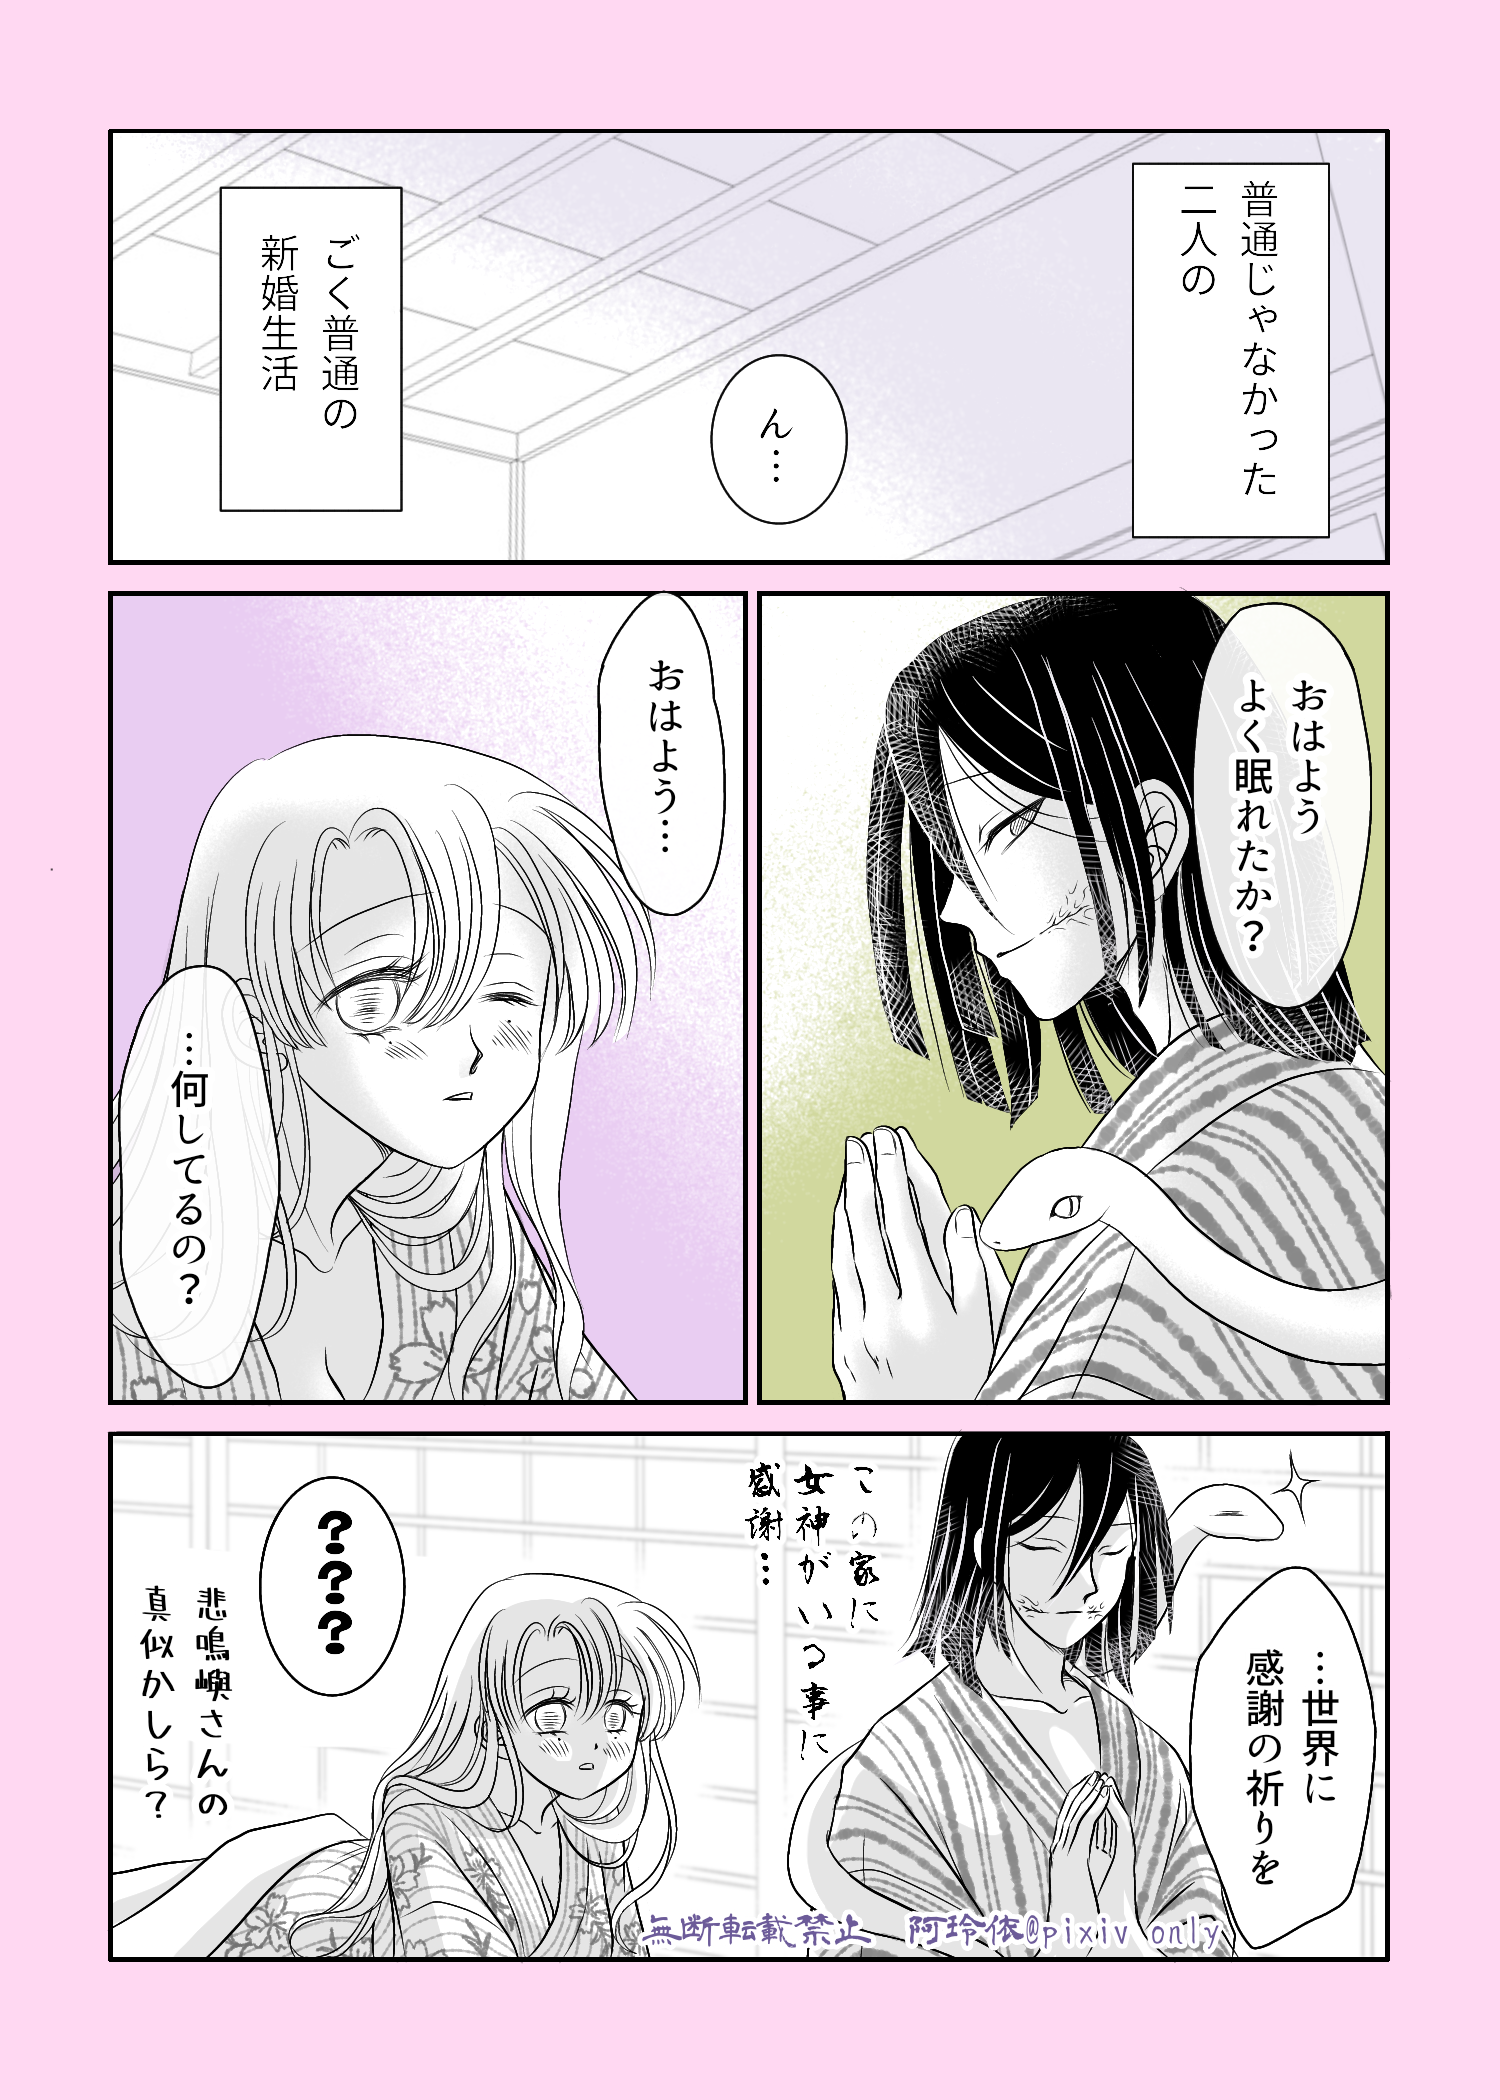 普通じゃなかった
二人の
ん…
ごく普通の
新婚生活
おはよう
よく眠れたか？
おはよう…
…何してるの？
…世界に
感謝の祈りを
この家に
女神がいる事に
感謝…
？？？
悲鳴嶼さんの
真似かしら？
無断転載禁止 阿玲依@pixiv only